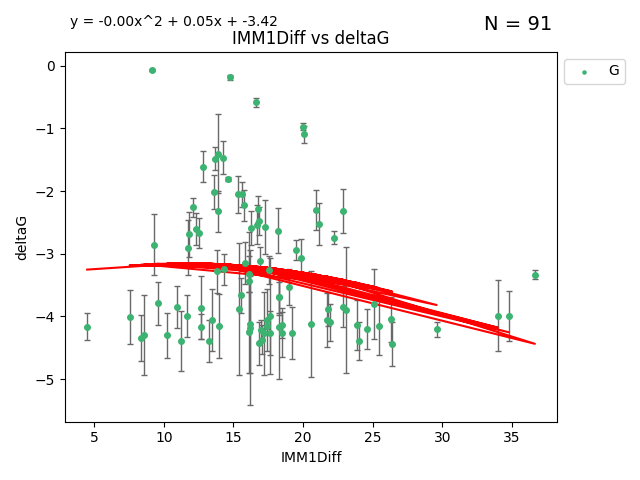 y = -0.00x^2 + 0.05x + -3.42
N = 91
IMM1Diff vs deltaG
G
deltaG
0
−1
−2
−3
−4
−5
5 10 15 20 25 30 35
IMM1Diff